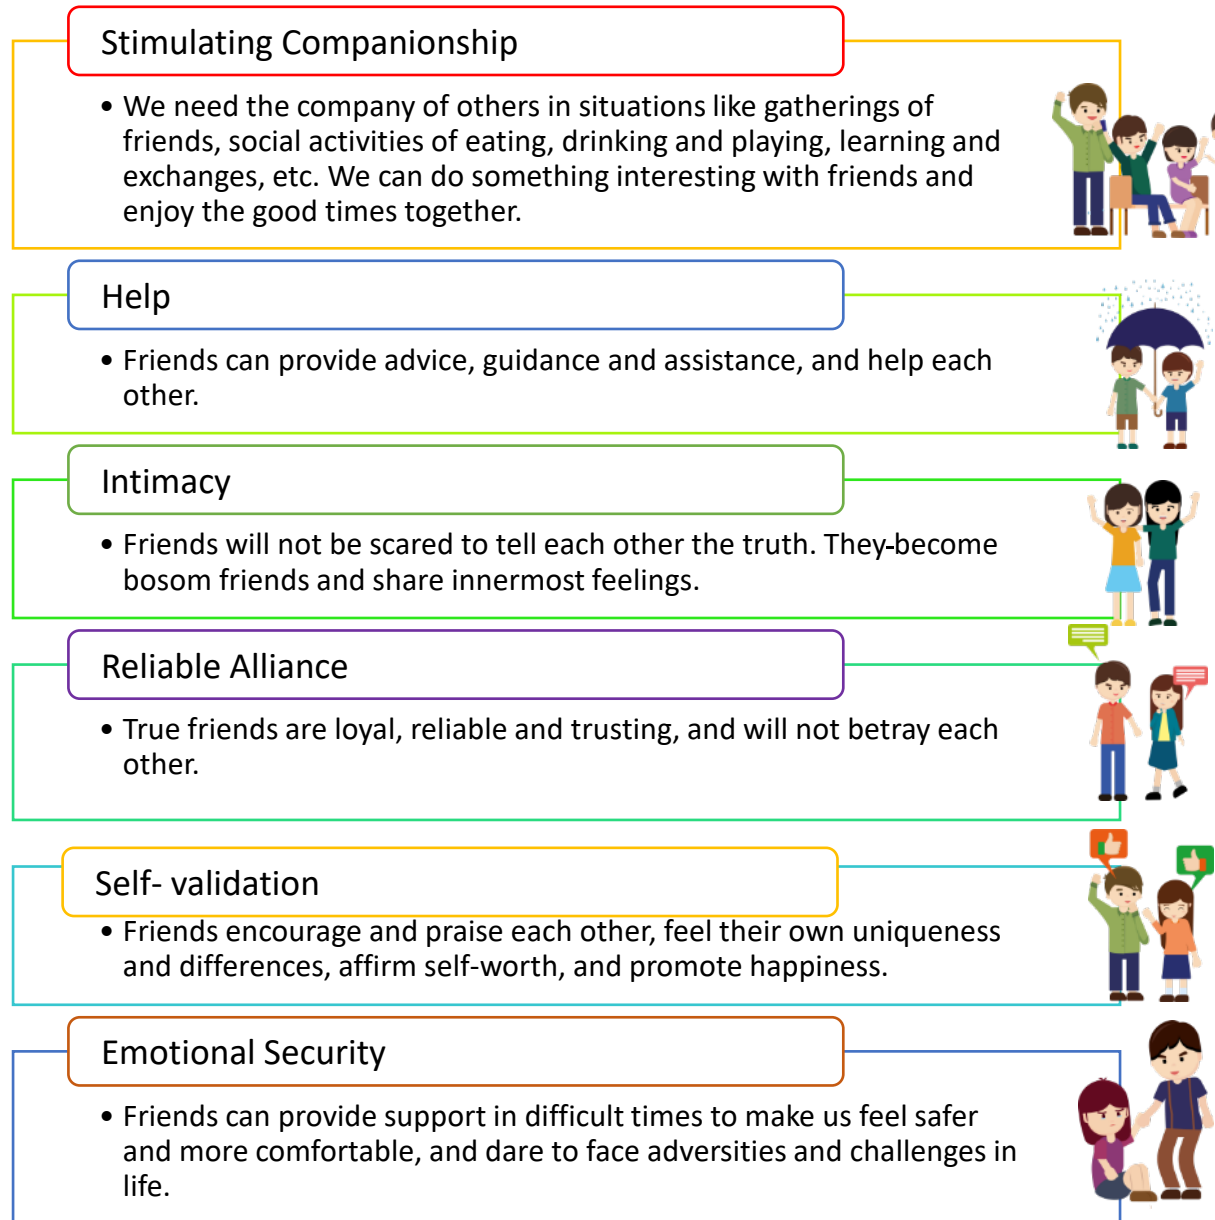 Stimulating Companionship
• We need the company of others in situations like gatherings of
friends, social activities of eating, drinking and playing, learning and
exchanges, etc. We can do something interesting with friends and
enjoy the good times together.
Help
• Friends can provide advice, guidance and assistance, and help each
other.
Intimacy
• Friends will not be scared to tell each other the truth. They-become
bosom friends and share innermost feelings.
Reliable Alliance
• True friends are loyal, reliable and trusting, and will not betray each
other.
Self- validation
• Friends encourage and praise each other, feel their own uniqueness
and differences, affirm self-worth, and promote happiness.
Emotional Security
• Friends can provide support in difficult times to make us feel safer
and more comfortable, and dare to face adversities and challenges in
life.